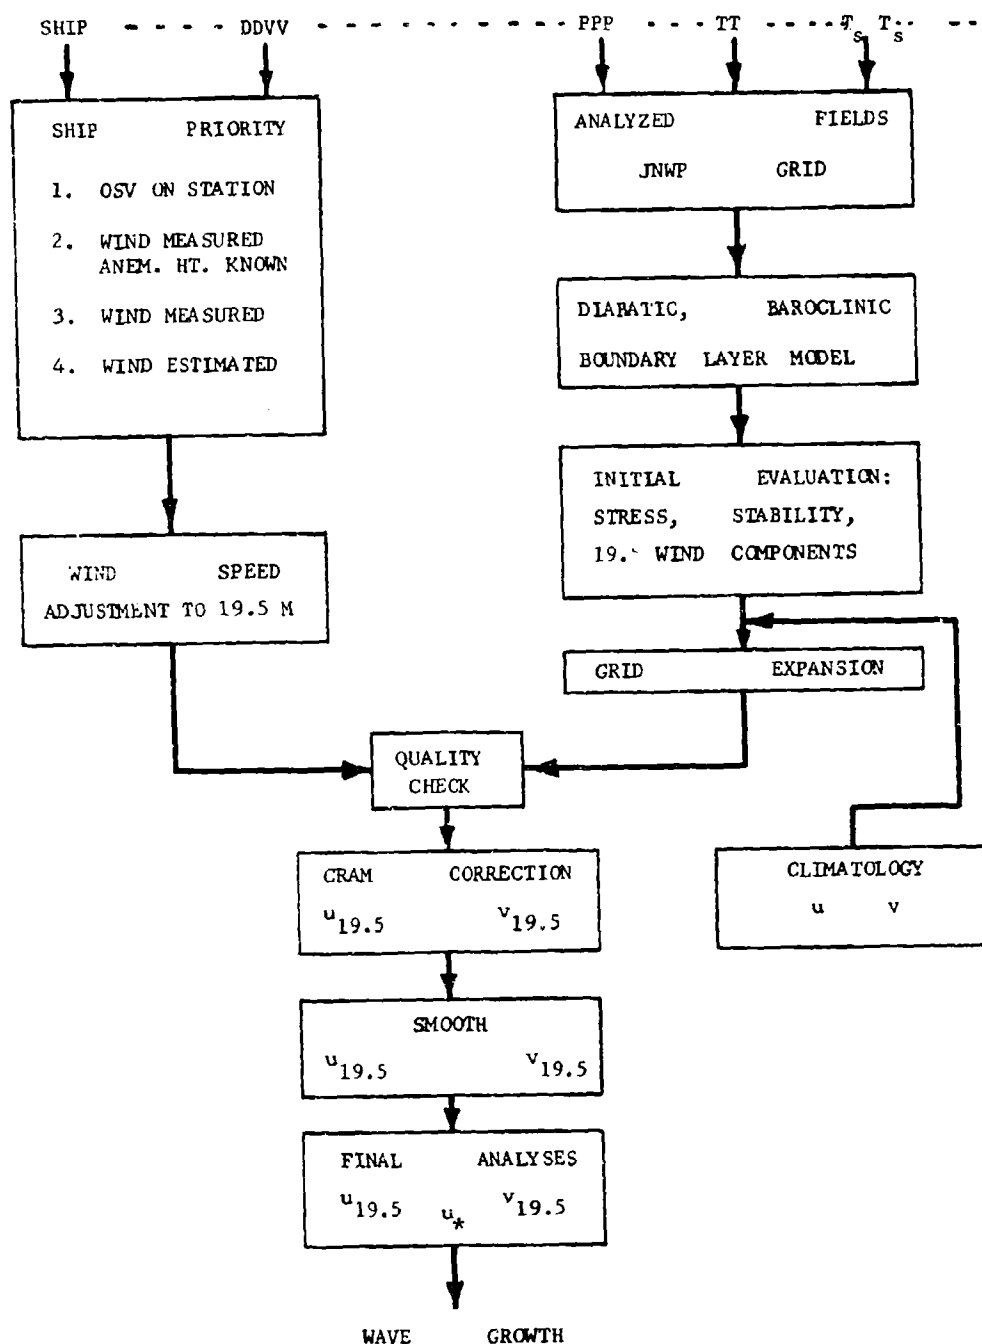 SHIP DDVV PPP TT Ts Ts
SHIP PRIORITY
1. OSV ON STATION
2. WIND MEASURED
ANEM. HT. KNOWN
3. WIND MEASURED
4. WIND ESTIMATED
ANALYZED FIELDS
JNWP GRID
DIABATIC, BAROCLINIC
BOUNDARY LAYER MODEL
INITIAL EVALUATION:
STRESS, STABILITY,
WIND COMPONENTS
WIND SPEED
ADJUSTMENT TO 19.5 M
GRID EXPANSION
QUALITY
CHECK
CRAM CORRECTION
u19.5 v19.5
CLIMATOLOGY
u v
SMOOTH
u19.5 v19.5
FINAL ANALYSES
u19.5 u* v19.5
WAVE GROWTH